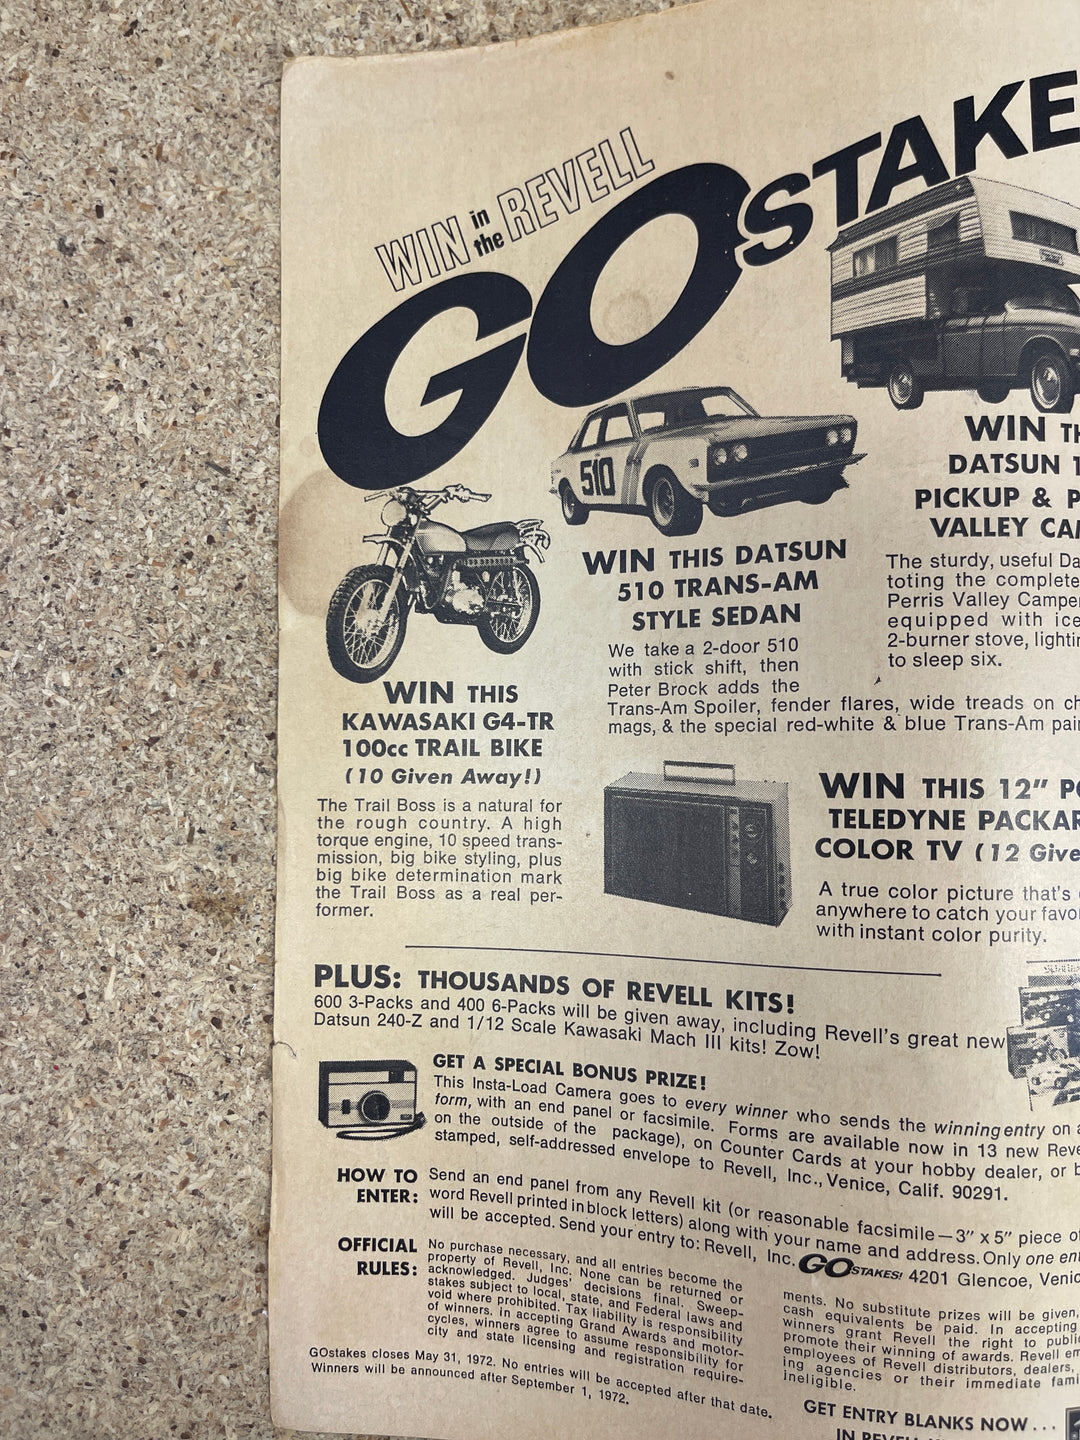 WIN in the REVELL
GOSTAKE
510
WIN THIS DATSUN
510 TRANS-AM
STYLE SEDAN
We take a 2-door 510
with stick shift, then
Peter Brock adds the
Trans-Am Spoiler, fender flares, wide treads on
mags, & the special red-white & blue Trans-Am
WIN
DATSUN
PICKUP &
VALLEY
The sturdy, useful
toting the complete
Perris Valley
equipped with ice
2-burner stove,
to sleep six.
WIN THIS
KAWASAKI G4-TR
100cc TRAIL BIKE
(10 Given Away!)
The Trail Boss is a natural for
the rough country. A high
torque engine, 10 speed trans-
mission, big bike styling, plus
big bike determination mark
the Trail Boss as a real per-
former.
WIN THIS 12"
TELEDYNE
COLOR TV (12
A true color picture that's
anywhere to catch your
with instant color purity.
PLUS: THOUSANDS OF REVELL KITS!
600 3-Packs and 400 6-Packs will be given away, including Revell's great new
Datsun 240-Z and 1/12 Scale Kawasaki Mach III kits! Zow!
GET A SPECIAL BONUS PRIZE!
This Insta-Load Camera goes to every winner who sends the winning entry on
form, with an end panel or facsimile. Forms are available now in 13 new
on the outside of the package), on Counter Cards at your hobby dealer, or
stamped, self-addressed envelope to Revell, Inc., Venice, Calif. 90291.
HOW TO
ENTER:
Send an end panel from any Revell kit (or reasonable facsimile—3" x 5" piece
word Revell printed in block letters) along with your name and address. Only one
will be accepted. Send your entry to: Revell, Inc. GOSTAKES! 4201 Glencoe,
OFFICIAL
RULES:
No purchase necessary, and all entries become the
property of Revell, Inc. None can be returned or
acknowledged. Judges' decisions final. Sweep-
stakes subject to local, state, and Federal laws and
void where prohibited. Tax liability is responsibility
of winners. In accepting Grand Awards and motor-
cycles, winners agree to assume responsibility for
city and state licensing and registration require-
ments. No substitute prizes will be given,
cash equivalents be paid. In accepting
winners grant Revell the right to
promote their winning of awards. Revell
employees of Revell distributors, dealers,
ing agencies or their immediate
ineligible.
GOstakes closes May 31, 1972. No entries will be accepted after that date.
Winners will be announced after September 1, 1972.
GET ENTRY BLANKS NOW...